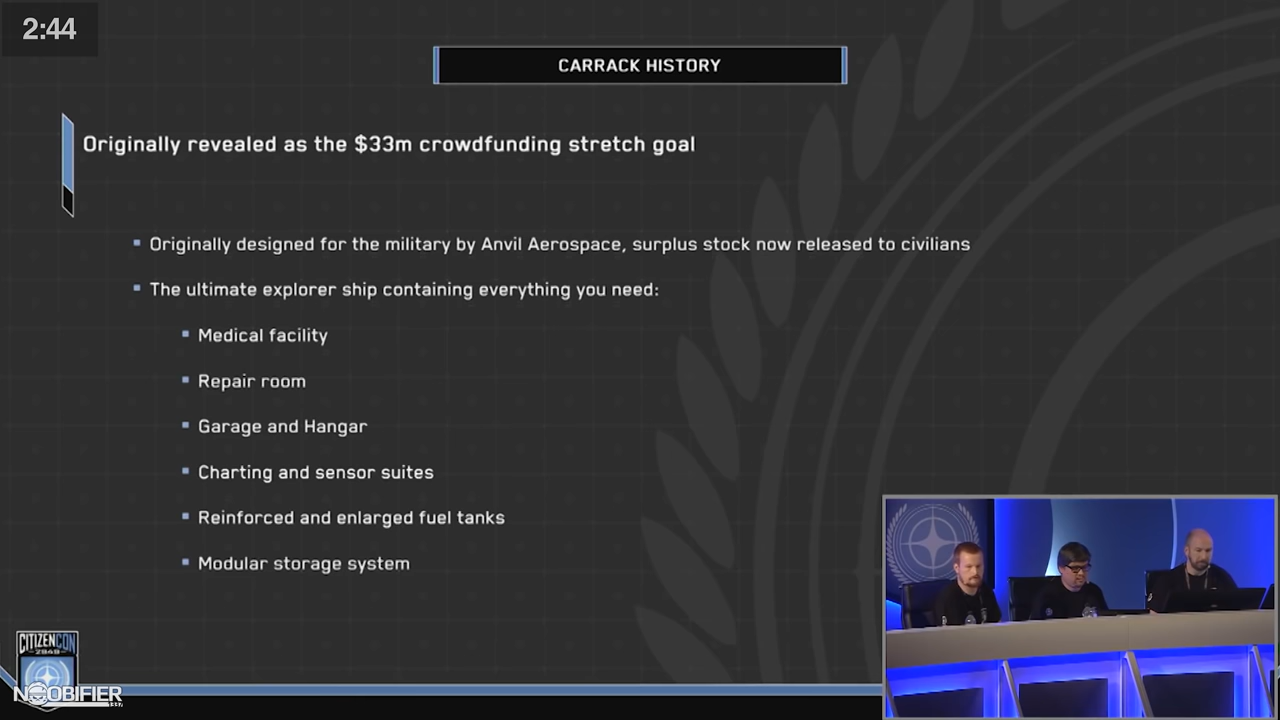 2:44
CARRACK HISTORY
Originally revealed as the $33m crowdfunding stretch goal
Originally designed for the military by Anvil Aerospace, surplus stock now released to civilians
The ultimate explorer ship containing everything you need:
Medical facility
Repair room
Garage and Hangar
Charting and sensor suites
Reinforced and enlarged fuel tanks
Modular storage system
CITIZENCON
2949
NOOBIFIER
1337